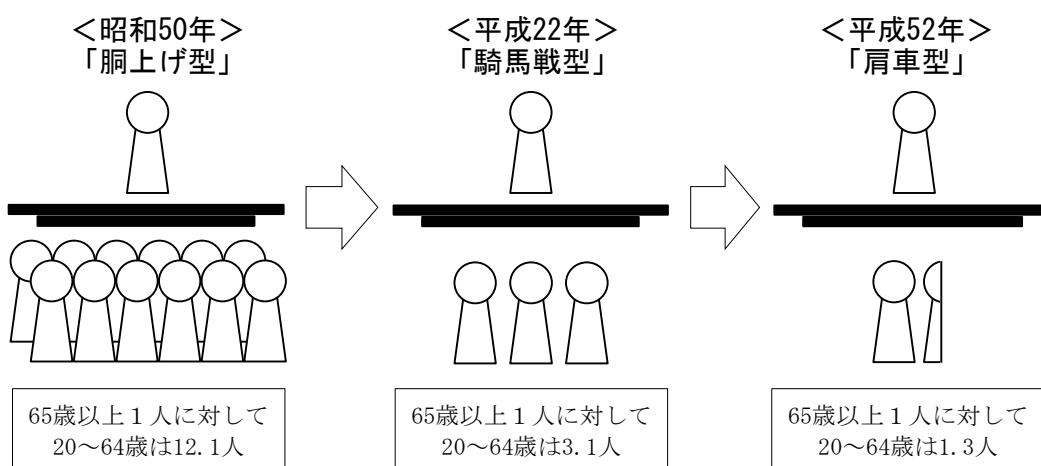 <昭和50年>
「胴上げ型」
65歳以上１人に対して
20～64歳は12.1人
<平成22年>
「騎馬戦型」
65歳以上１人に対して
20～64歳は3.1人
<平成52年>
「肩車型」
65歳以上１人に対して
20～64歳は1.3人